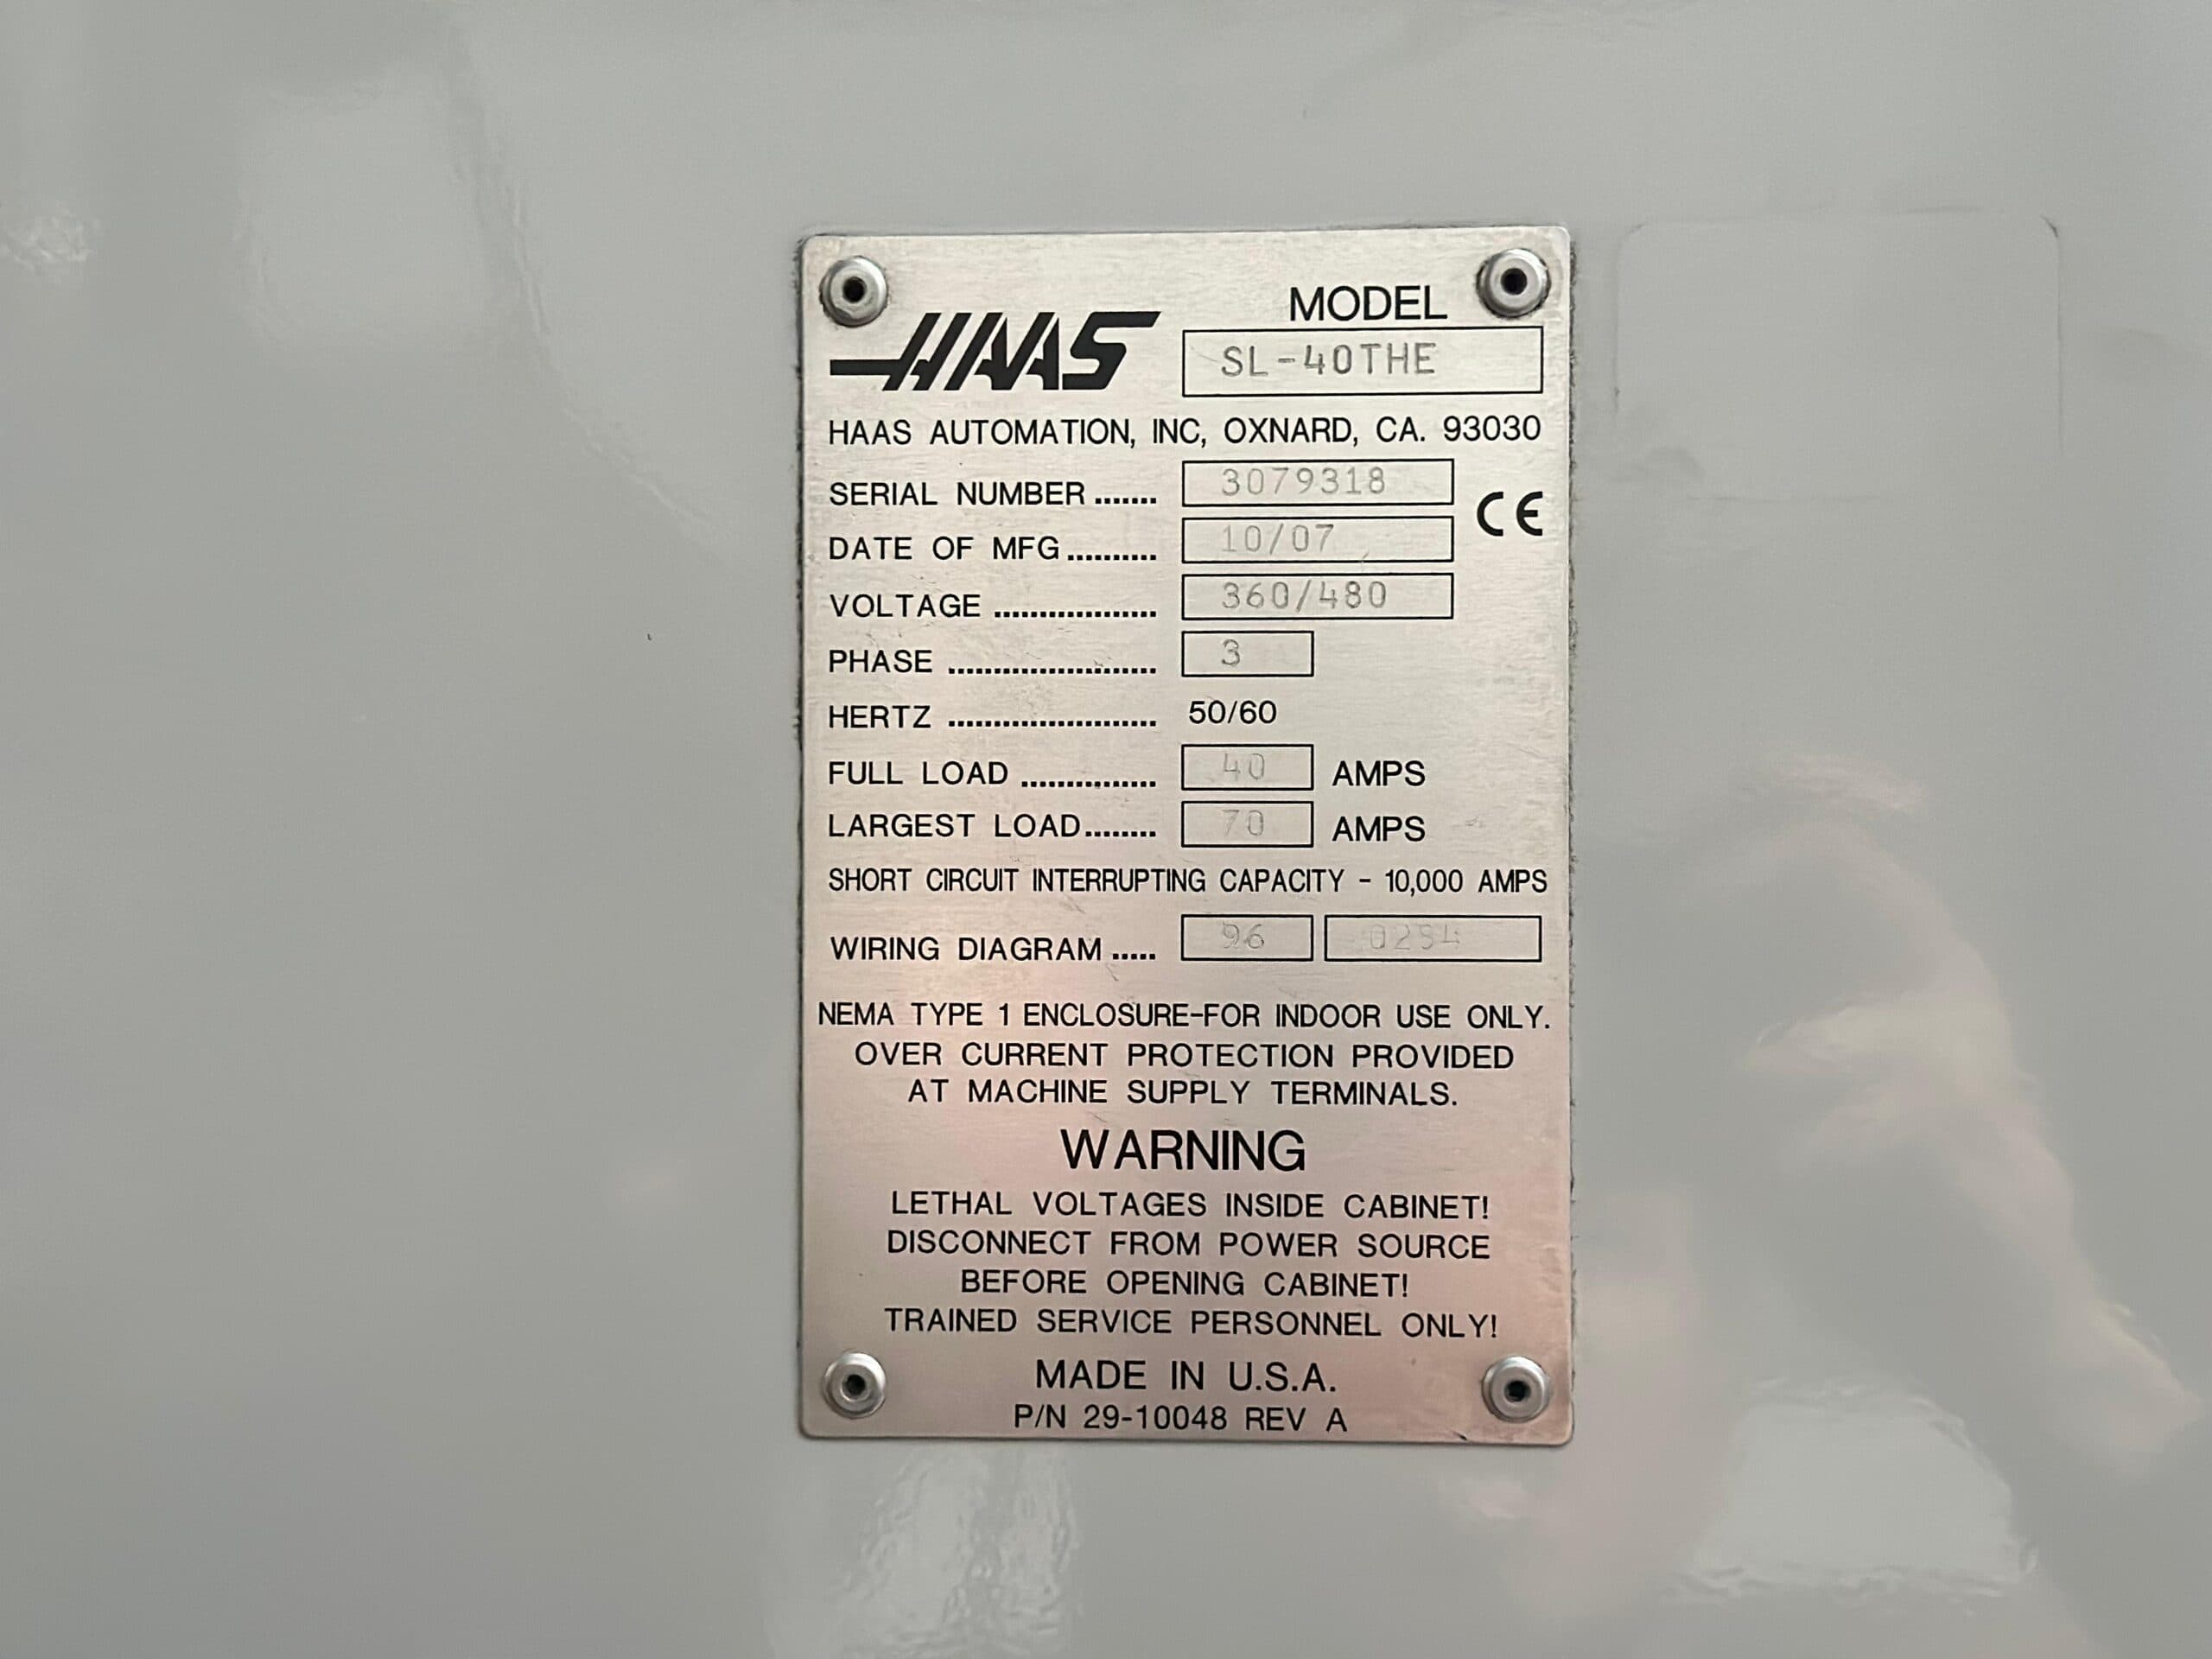 MODEL
HAAS SL-40THE
HAAS AUTOMATION, INC, OXNARD, CA. 93030
SERIAL NUMBER ....... 3079318 CE
DATE OF MFG .......... 10/07
VOLTAGE .................. 360/480
PHASE ....................... 3
HERTZ ....................... 50/60
FULL LOAD ............... 40 AMPS
LARGEST LOAD........ 70 AMPS
SHORT CIRCUIT INTERRUPTING CAPACITY - 10,000 AMPS
WIRING DIAGRAM ..... 96
NEMA TYPE 1 ENCLOSURE-FOR INDOOR USE ONLY.
OVER CURRENT PROTECTION PROVIDED
AT MACHINE SUPPLY TERMINALS.
WARNING
LETHAL VOLTAGES INSIDE CABINET!
DISCONNECT FROM POWER SOURCE
BEFORE OPENING CABINET!
TRAINED SERVICE PERSONNEL ONLY!
MADE IN U.S.A.
P/N 29-10048 REV A